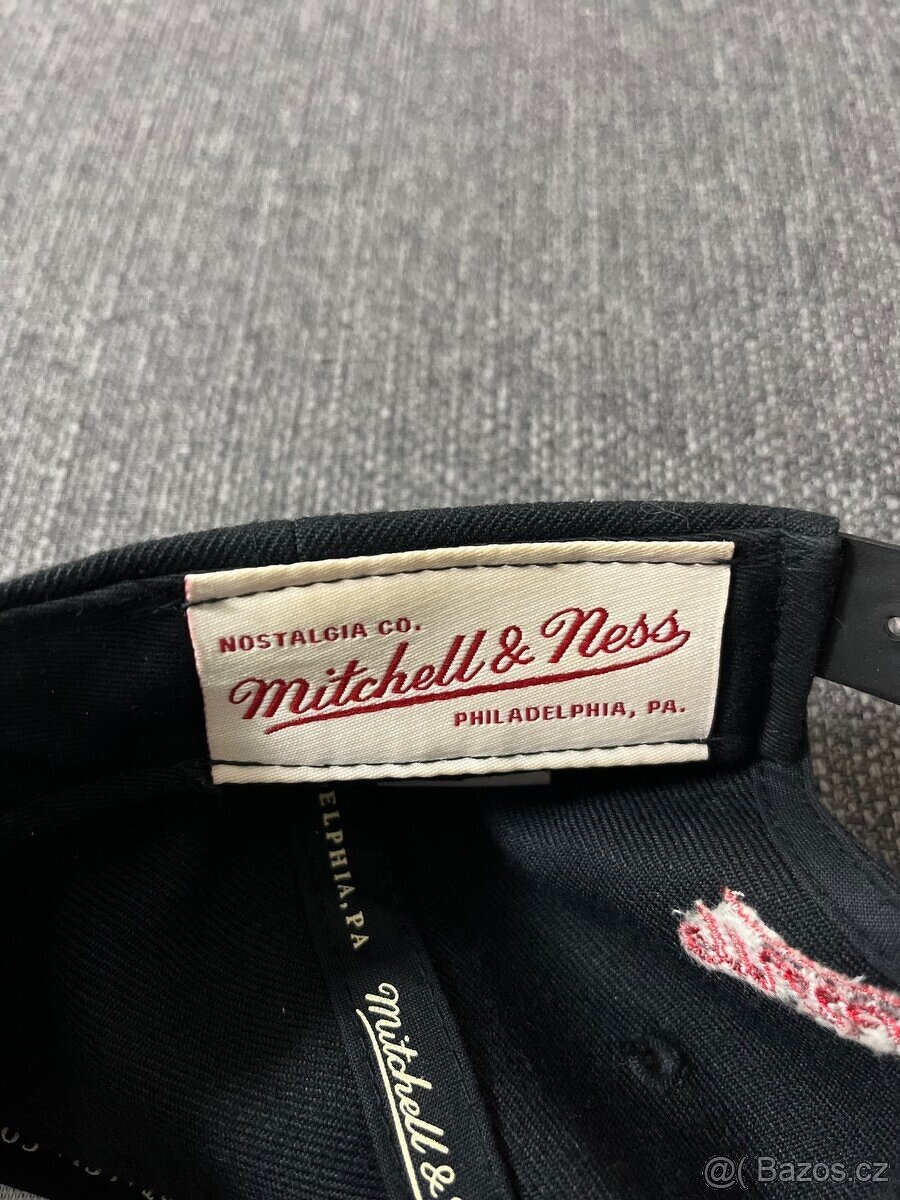 NOSTALGIA CO.
Mitchell & Ness
PHILADELPHIA, PA.
ELPHIA, PA
Mitchell &
@( Bazos.cz